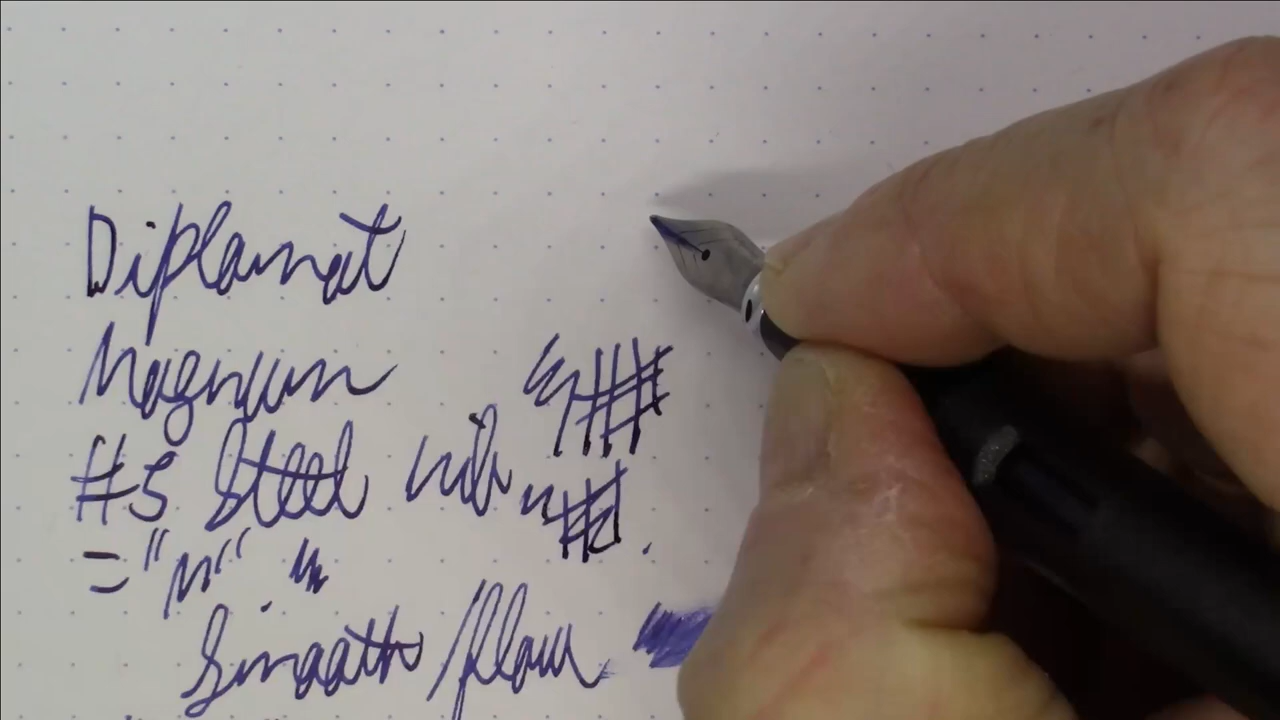 Diplomat
Magnum
#5 Steel nib
= "M"
Smooth / flow